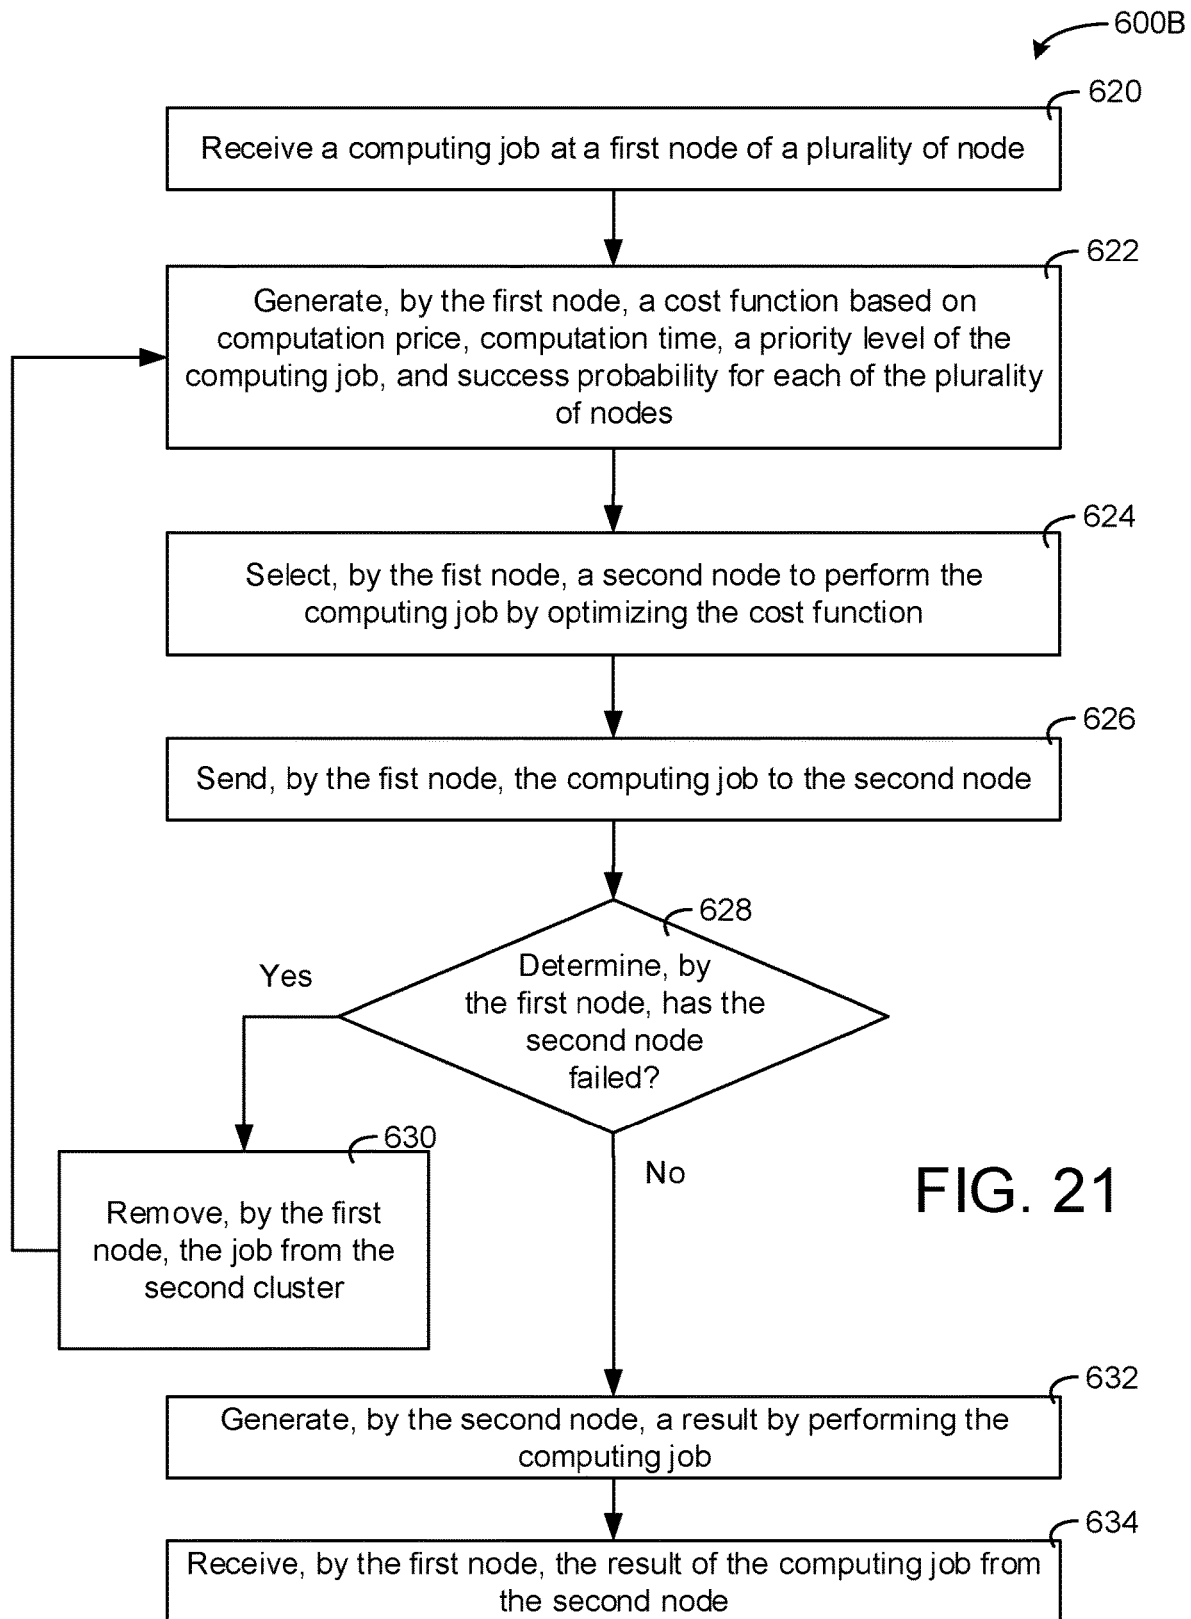 600B
620
Receive a computing job at a first node of a plurality of node
622
Generate, by the first node, a cost function based on
computation price, computation time, a priority level of the
computing job, and success probability for each of the plurality
of nodes
624
Select, by the fist node, a second node to perform the
computing job by optimizing the cost function
626
Send, by the fist node, the computing job to the second node
628
Determine, by
the first node, has the
second node
failed?
Yes
630
Remove, by the first
node, the job from the
second cluster
No
FIG. 21
632
Generate, by the second node, a result by performing the
computing job
634
Receive, by the first node, the result of the computing job from
the second node